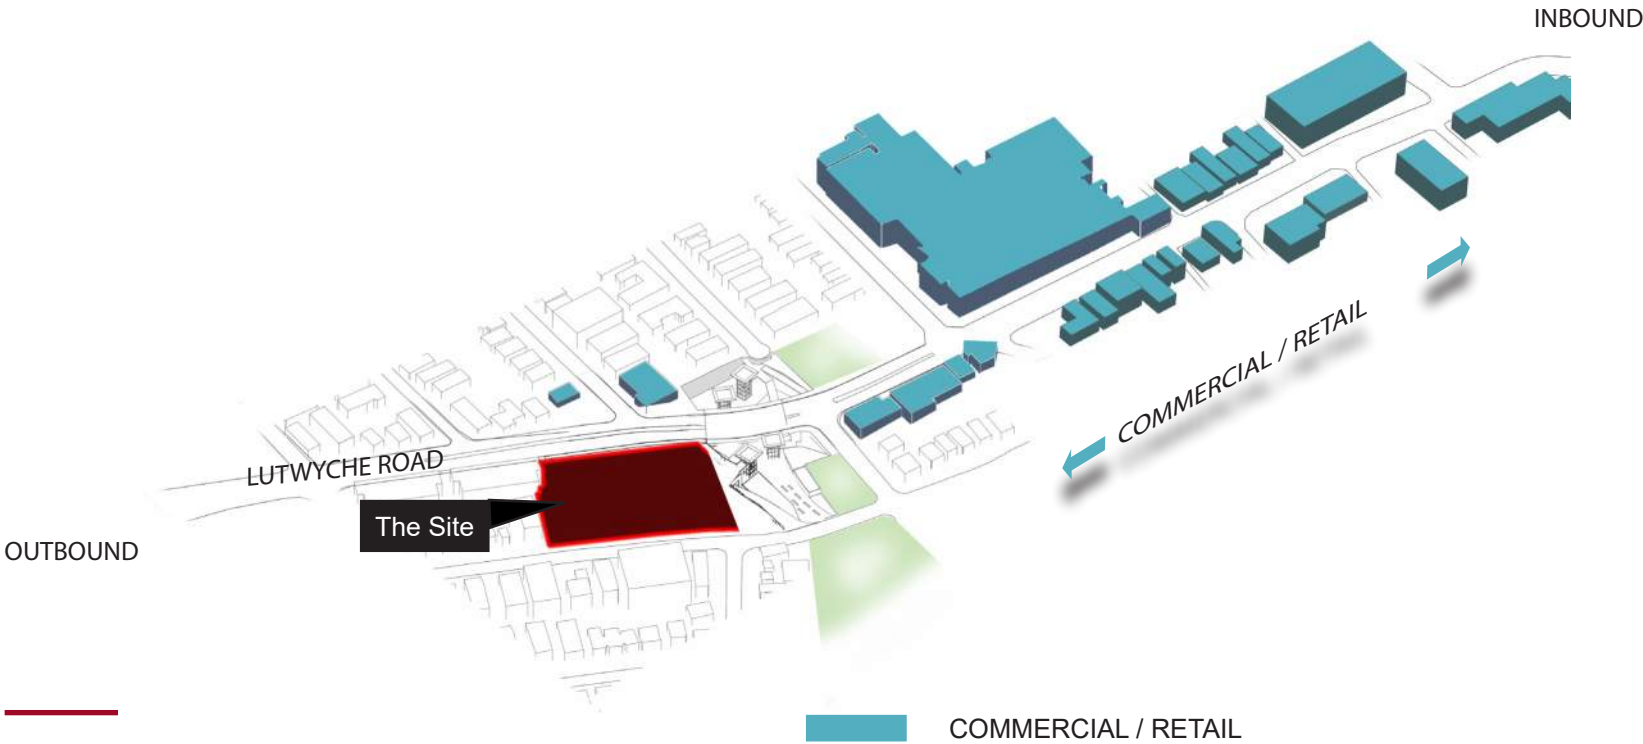 INBOUND
COMMERCIAL / RETAIL
LUTWYCHE ROAD
The Site
OUTBOUND
COMMERCIAL / RETAIL